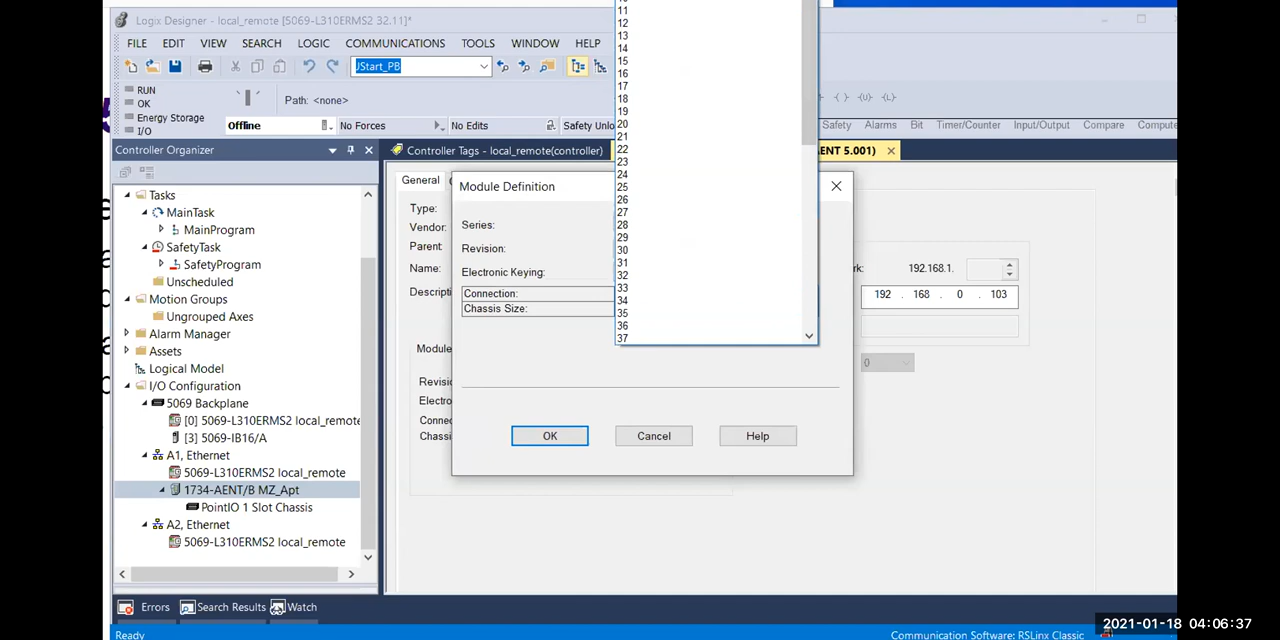 Logix Designer - local_remote [5069-L310ERMS2 32.11]*
FILE EDIT VIEW SEARCH LOGIC COMMUNICATIONS TOOLS WINDOW HELP
JStart_PB
RUN
OK
Energy Storage
I/O
Path: <none>
Offline
No Forces
No Edits
Safety Unlo
Safety Alarms Bit Timer/Counter Input/Output Compare Compute
Controller Organizer
Controller Tags - local_remote(controller)
ENT 5.001)
Tasks
MainTask
MainProgram
SafetyTask
SafetyProgram
Unscheduled
Motion Groups
Ungrouped Axes
Alarm Manager
Assets
Logical Model
I/O Configuration
5069 Backplane
[0] 5069-L310ERMS2 local_remote
[3] 5069-IB16/A
A1, Ethernet
5069-L310ERMS2 local_remote
1734-AENT/B MZ_Apt
PointIO 1 Slot Chassis
A2, Ethernet
5069-L310ERMS2 local_remote
General
Type:
Vendor:
Parent
Name:
Descripti
Module
Revisi
Electro
Conne
Chassi
Module Definition
Series:
Revision:
Electronic Keying:
Connection:
Chassis Size:
11
12
13
14
15
16
17
18
19
20
21
22
23
24
25
26
27
28
29
30
31
32
33
34
35
36
37
OK Cancel Help
rk: 192.168.1.
192 . 168 . 0 . 103
0
Errors Search Results Watch
Ready
Communication Software: RSLinx Classic
2021-01-18 04:06:37